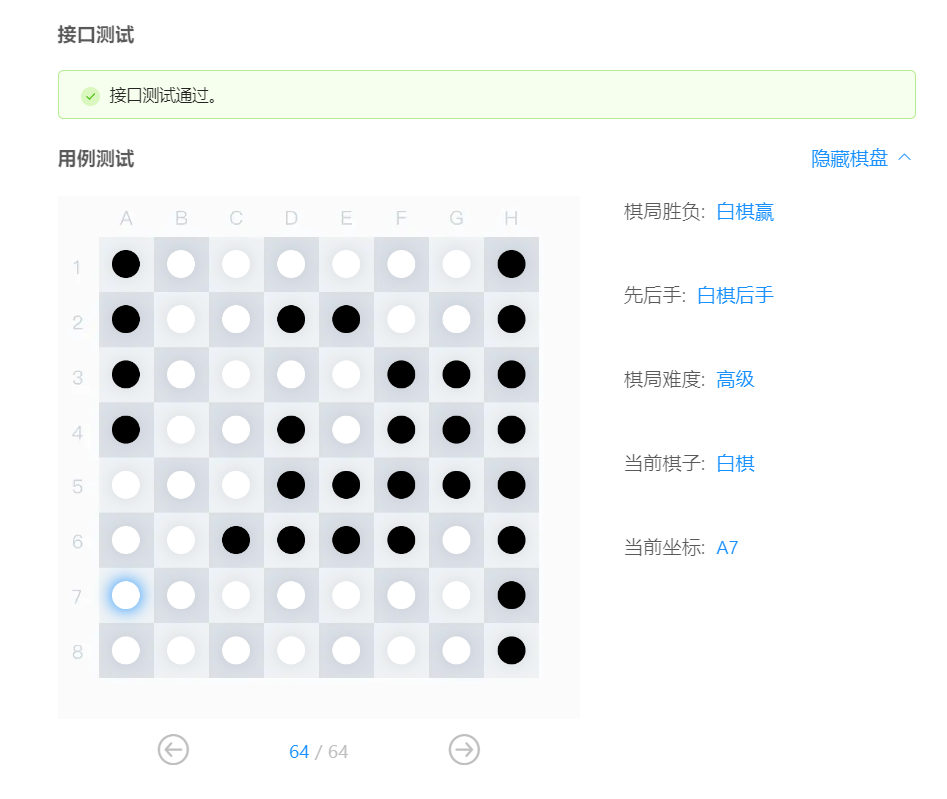 接口测试
接口测试通过。
用例测试
隐藏棋盘
A B C D E F G H
1
2
3
4
5
6
7
8
棋局胜负: 白棋赢
先后手: 白棋后手
棋局难度: 高级
当前棋子: 白棋
当前坐标: A7
64 / 64